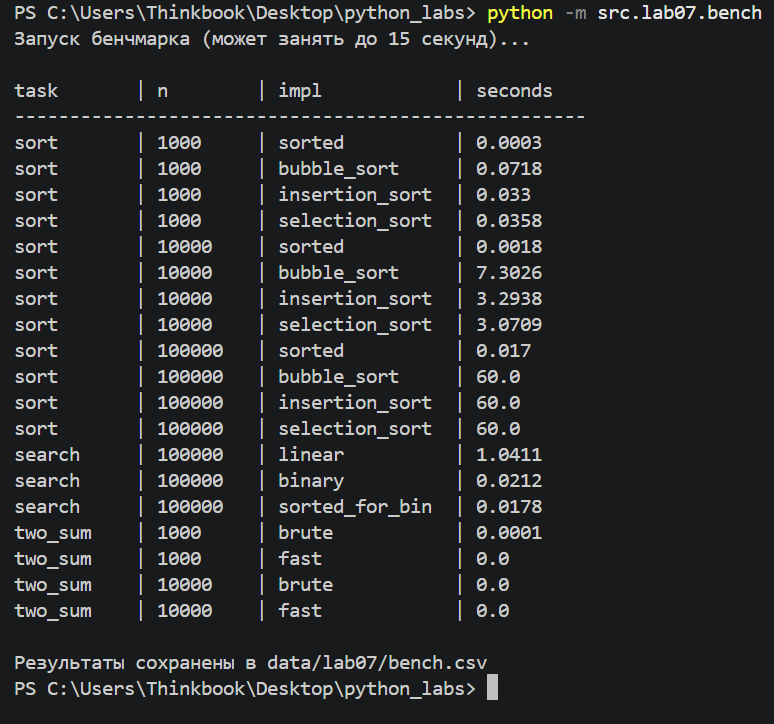 PS C:\Users\Thinkbook\Desktop\python_labs> python -m src.lab07.bench
Запуск бенчмарка (может занять до 15 секунд)...
task | n | impl | seconds
----------------------------------------------------
sort | 1000 | sorted | 0.0003
sort | 1000 | bubble_sort | 0.0718
sort | 1000 | insertion_sort | 0.033
sort | 1000 | selection_sort | 0.0358
sort | 10000 | sorted | 0.0018
sort | 10000 | bubble_sort | 7.3026
sort | 10000 | insertion_sort | 3.2938
sort | 10000 | selection_sort | 3.0709
sort | 100000 | sorted | 0.017
sort | 100000 | bubble_sort | 60.0
sort | 100000 | insertion_sort | 60.0
sort | 100000 | selection_sort | 60.0
search | 100000 | linear | 1.0411
search | 100000 | binary | 0.0212
search | 100000 | sorted_for_bin | 0.0178
two_sum | 1000 | brute | 0.0001
two_sum | 1000 | fast | 0.0
two_sum | 10000 | brute | 0.0
two_sum | 10000 | fast | 0.0
Результаты сохранены в data/lab07/bench.csv
PS C:\Users\Thinkbook\Desktop\python_labs>